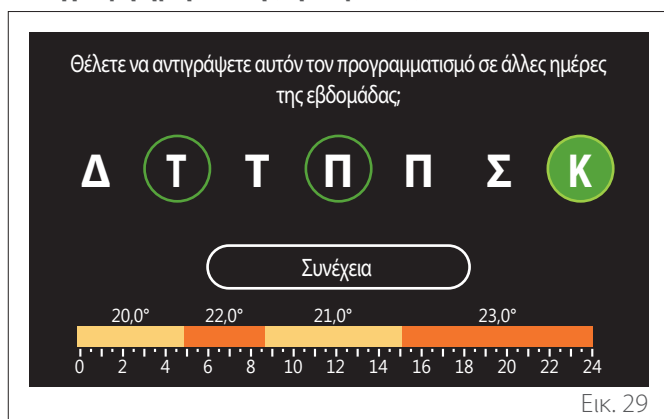 Θέλετε να αντιγράψετε αυτόν τον προγραμματισμό σε άλλες ημέρες
της εβδομάδας;
Δ Τ Τ Π Π Σ Κ
Συνέχεια
20,0° 22,0° 21,0° 23,0°
0 2 4 6 8 10 12 14 16 18 20 22 24
Εικ. 29